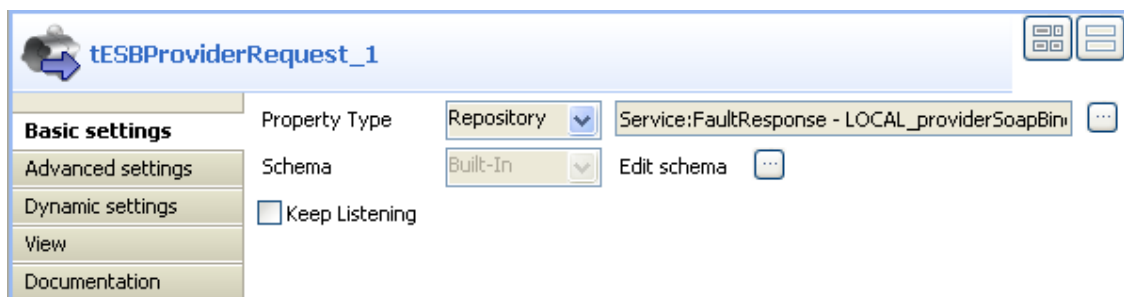 tESBProviderRequest_1
Basic settings
Advanced settings
Dynamic settings
View
Documentation
Property Type Repository Service:FaultResponse - LOCAL_providerSoapBin
Schema Built-In Edit schema
Keep Listening